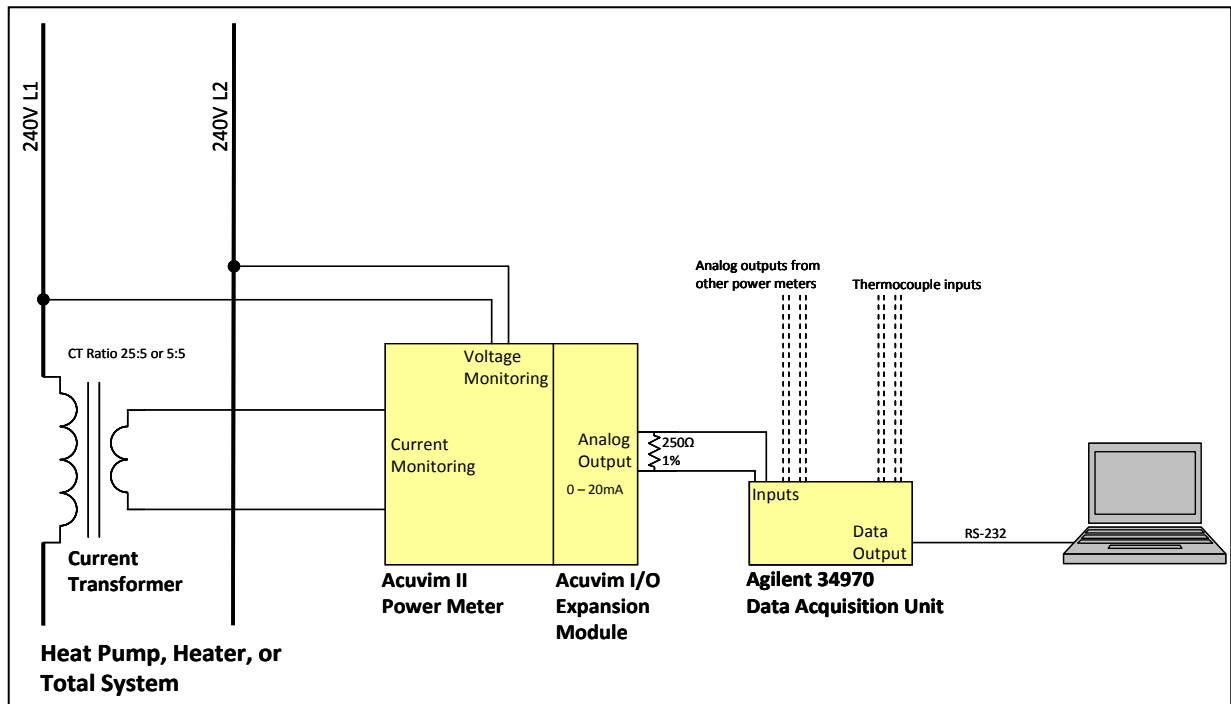 240V L1
240V L2
Analog outputs from
other power meters
Thermocouple inputs
CT Ratio 25:5 or 5:5
Voltage
Monitoring
Current
Monitoring
Analog
Output
0 – 20mA
250Ω
1%
Inputs
Data
Output
RS-232
Current
Transformer
Acuvim II
Power Meter
Acuvim I/O
Expansion
Module
Agilent 34970
Data Acquisition Unit
Heat Pump, Heater, or
Total System